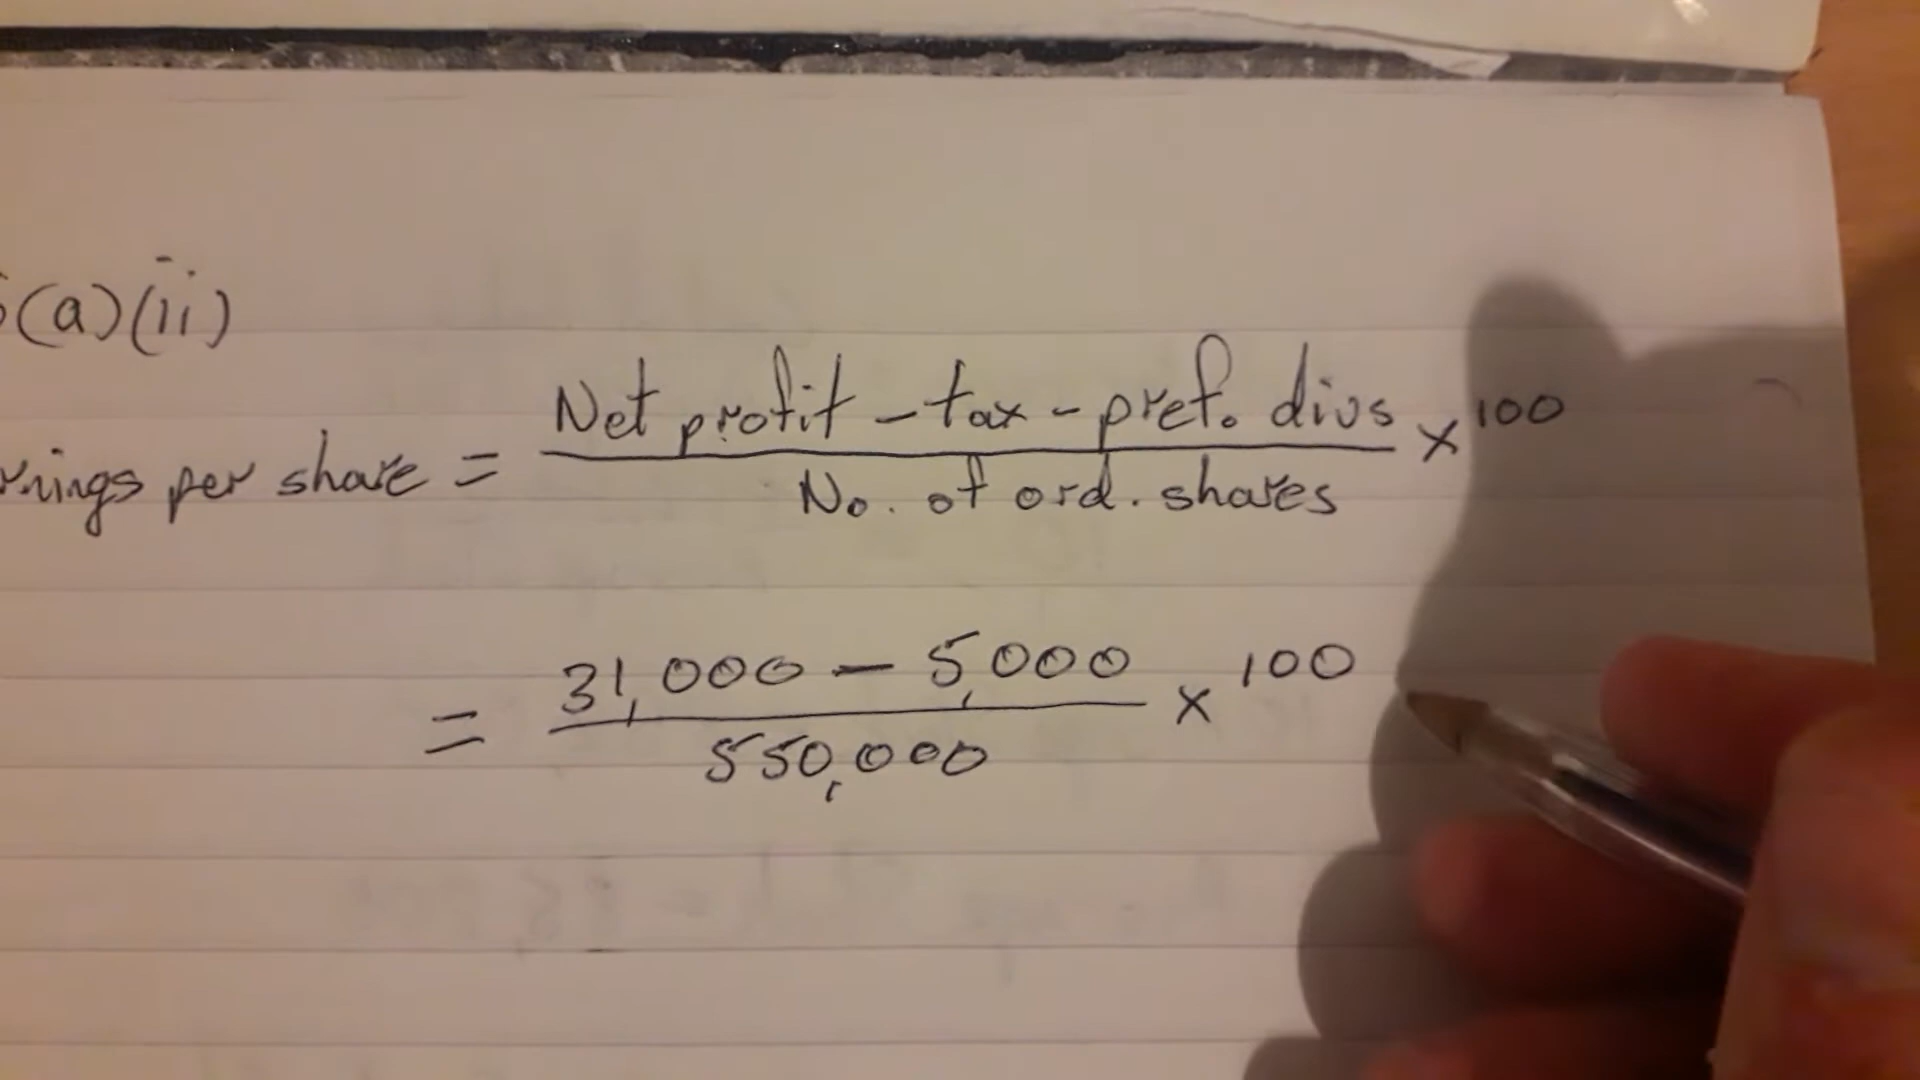 (a)(ii)
Net profit - tax - pref. divs × 100
per share =
No. of ord. shares
= 31,000 - 5,000 × 100
550,000